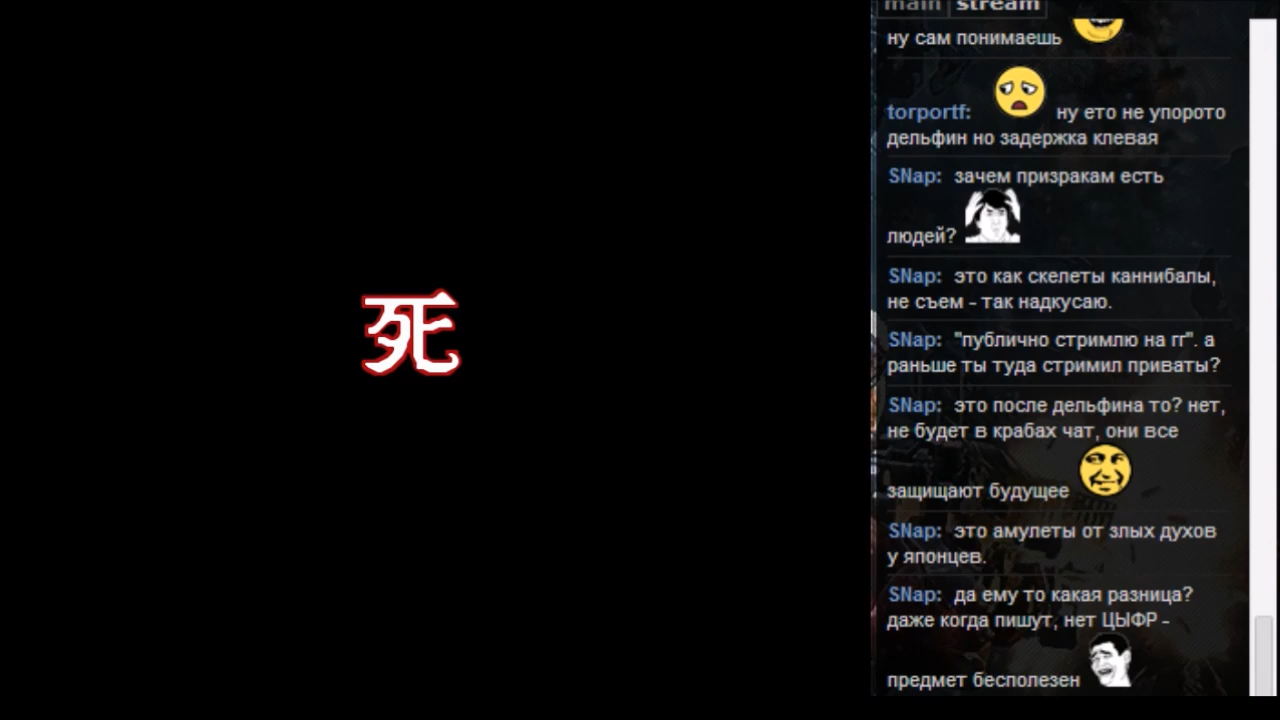 死
main stream
ну сам понимаешь
torportf: ну ето не упорото
дельфин но задержка клевая
SNap: зачем призракам есть
людей?
SNap: это как скелеты каннибалы,
не съем - так надкусаю.
SNap: "публично стримлю на гг". а
раньше ты туда стримил приваты?
SNap: это после дельфина то? нет,
не будет в крабах чат, они все
защищают будущее
SNap: это амулеты от злых духов
у японцев.
SNap: да ему то какая разница?
даже когда пишут, нет ЦЫФР -
предмет бесполезен